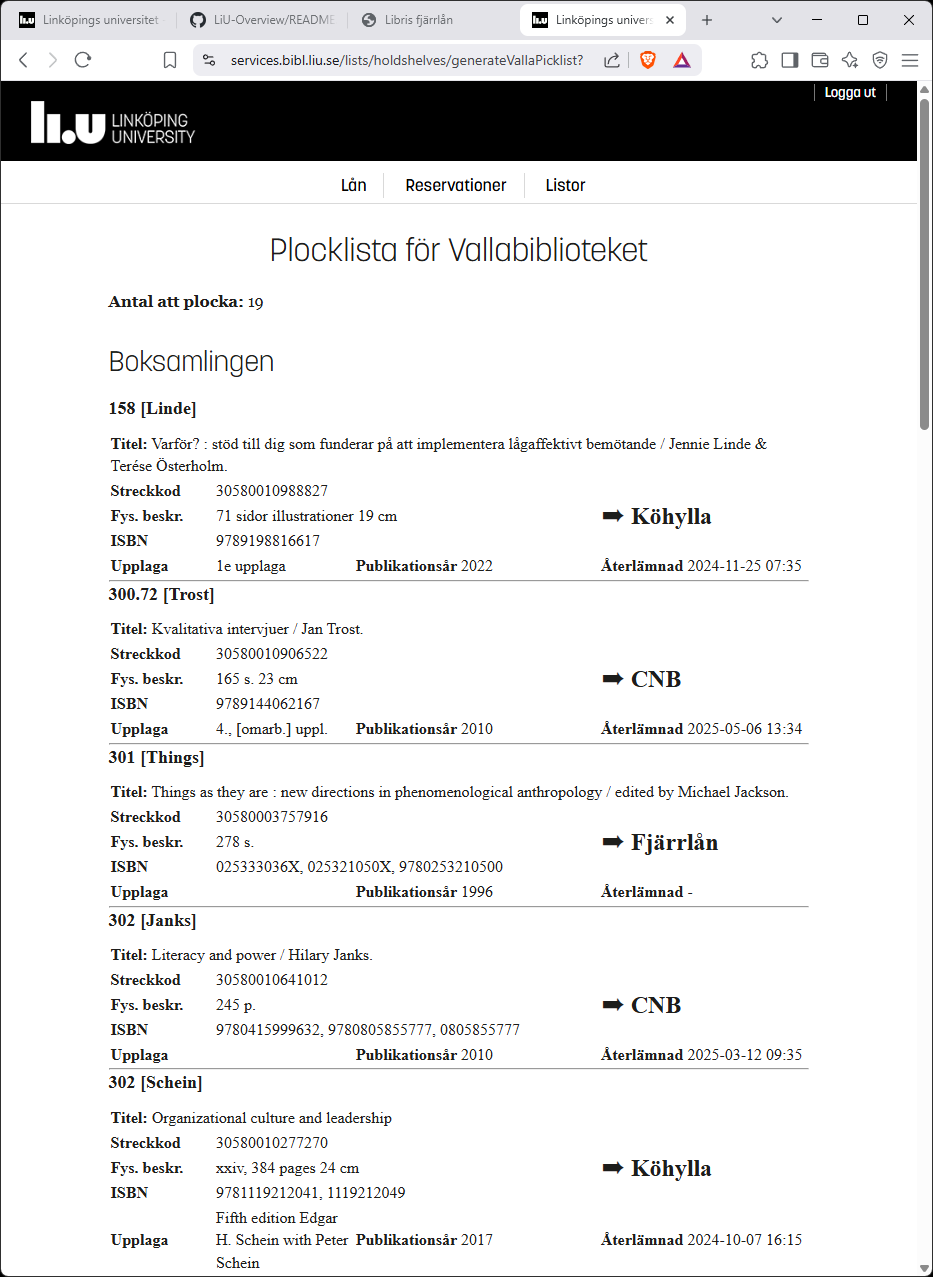 Linköpings universitet
LiU-Overview/README
Libris fjärrlån
Linköpings univers
services.bibl.liu.se/lists/holdshelves/generateVallaPicklist?
Logga ut
li.u LINKÖPING
UNIVERSITY
Lån Reservationer Listor
Plocklista för Vallabiblioteket
Antal att plocka: 19
Boksamlingen
158 [Linde]
Titel: Varför? : stöd till dig som funderar på att implementera lågaffektivt bemötande / Jennie Linde &
Terése Österholm.
Streckkod 30580010988827
Fys. beskr. 71 sidor illustrationer 19 cm ➡ Köhylla
ISBN 9789198816617
Upplaga 1e upplaga Publikationsår 2022 Återlämnad 2024-11-25 07:35
300.72 [Trost]
Titel: Kvalitativa intervjuer / Jan Trost.
Streckkod 30580010906522
Fys. beskr. 165 s. 23 cm ➡ CNB
ISBN 9789144062167
Upplaga 4., [omarb.] uppl. Publikationsår 2010 Återlämnad 2025-05-06 13:34
301 [Things]
Titel: Things as they are : new directions in phenomenological anthropology / edited by Michael Jackson.
Streckkod 30580003757916
Fys. beskr. 278 s. ➡ Fjärrlån
ISBN 025333036X, 025321050X, 9780253210500
Upplaga Publikationsår 1996 Återlämnad -
302 [Janks]
Titel: Literacy and power / Hilary Janks.
Streckkod 30580010641012
Fys. beskr. 245 p. ➡ CNB
ISBN 9780415999632, 9780805855777, 0805855777
Upplaga Publikationsår 2010 Återlämnad 2025-03-12 09:35
302 [Schein]
Titel: Organizational culture and leadership
Streckkod 30580010277270
Fys. beskr. xxiv, 384 pages 24 cm ➡ Köhylla
ISBN 9781119212041, 1119212049
Fifth edition Edgar
Upplaga H. Schein with Peter Publikationsår 2017 Återlämnad 2024-10-07 16:15
Schein